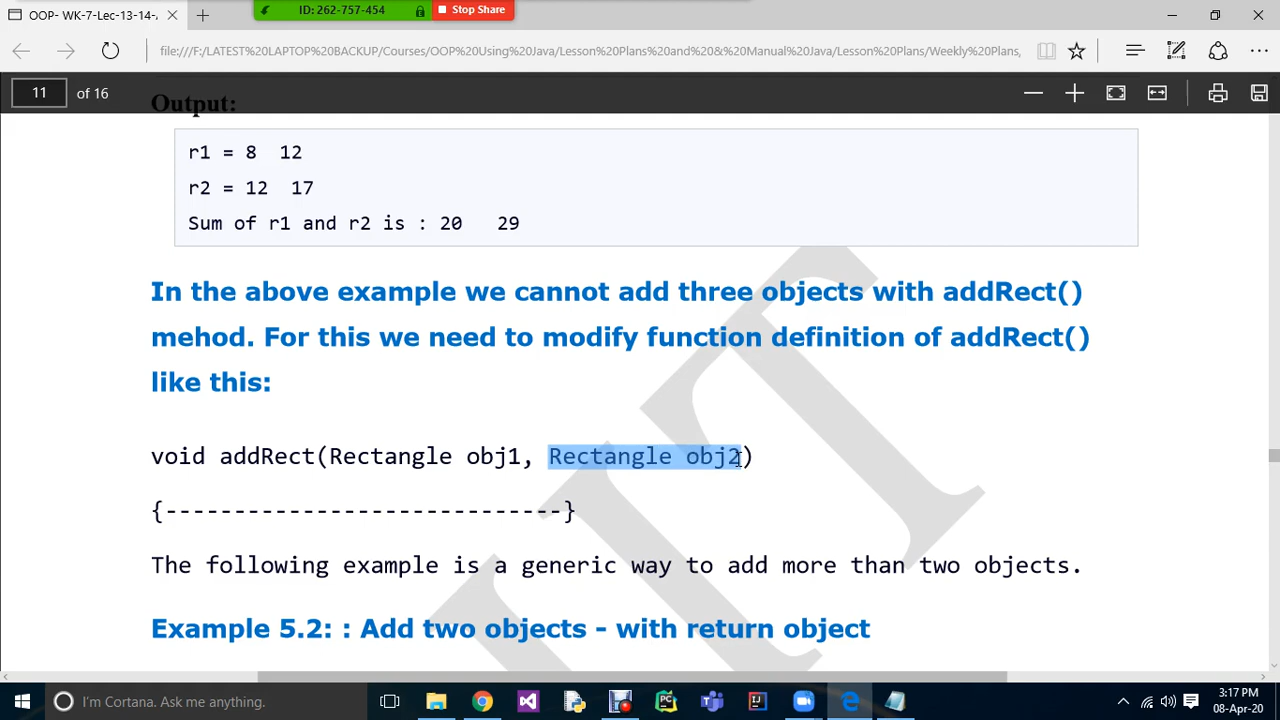 OOP- WK-7-Lec-13-14-
ID: 262-757-454
Stop Share
file:///F:/LATEST%20LAPTOP%20BACKUP/Courses/OOP%20Using%20Java/Lesson%20Plans%20and%20&%20Manual%20Java/Lesson%20Plans/Weekly%20Plans,
11 of 16
Output:
r1 = 8 12
r2 = 12 17
Sum of r1 and r2 is : 20 29
In the above example we cannot add three objects with addRect()
mehod. For this we need to modify function definition of addRect()
like this:
void addRect(Rectangle obj1, Rectangle obj2)
{-----------------------------}
The following example is a generic way to add more than two objects.
Example 5.2: : Add two objects - with return object
IT
I'm Cortana. Ask me anything.
3:17 PM
08-Apr-20